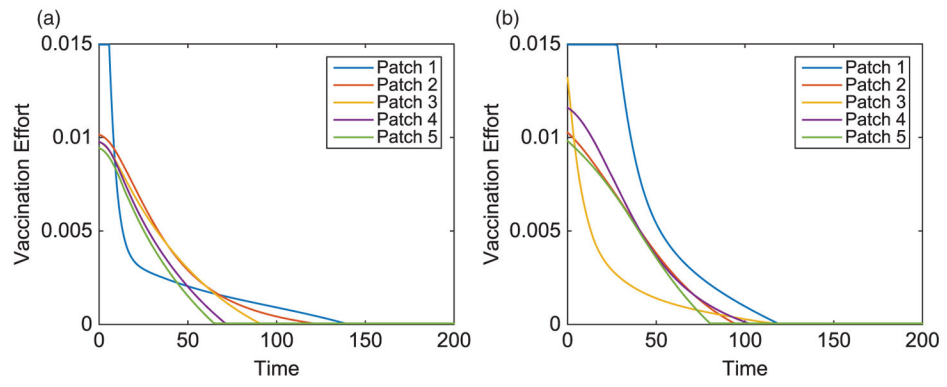 (a)
0.015
0.01
0.005
0
Vaccination Effort
0
50
100
150
200
Time
Patch 1
Patch 2
Patch 3
Patch 4
Patch 5
(b)
0.015
0.01
0.005
0
Vaccination Effort
0
50
100
150
200
Time
Patch 1
Patch 2
Patch 3
Patch 4
Patch 5